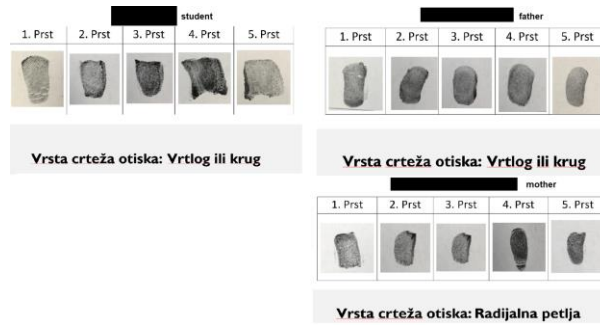 student
1. Prst 2. Prst 3. Prst 4. Prst 5. Prst
Vrsta crteža otiska: Vrtlog ili krug
father
1. Prst 2. Prst 3. Prst 4. Prst 5. Prst
Vrsta crteža otiska: Vrtlog ili krug
mother
1. Prst 2. Prst 3. Prst 4. Prst 5. Prst
Vrsta crteža otiska: Radijalna petlja